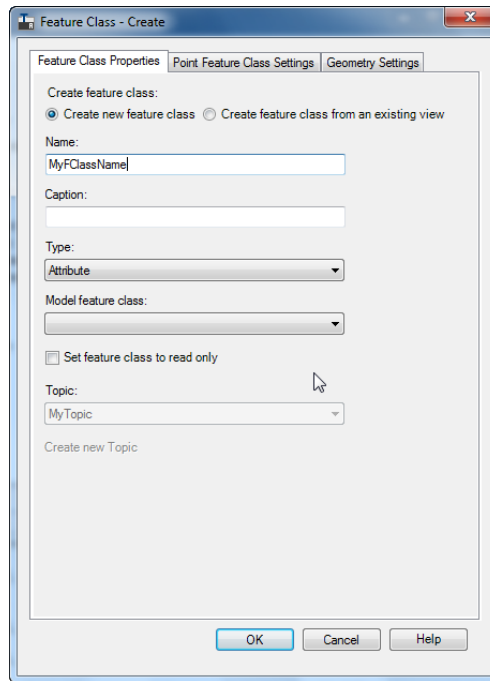 Feature Class - Create
Feature Class Properties Point Feature Class Settings Geometry Settings
Create feature class:
Create new feature class Create feature class from an existing view
Name:
MyFClassName
Caption:
Type:
Attribute
Model feature class:
Set feature class to read only
Topic:
MyTopic
Create new Topic
OK Cancel Help